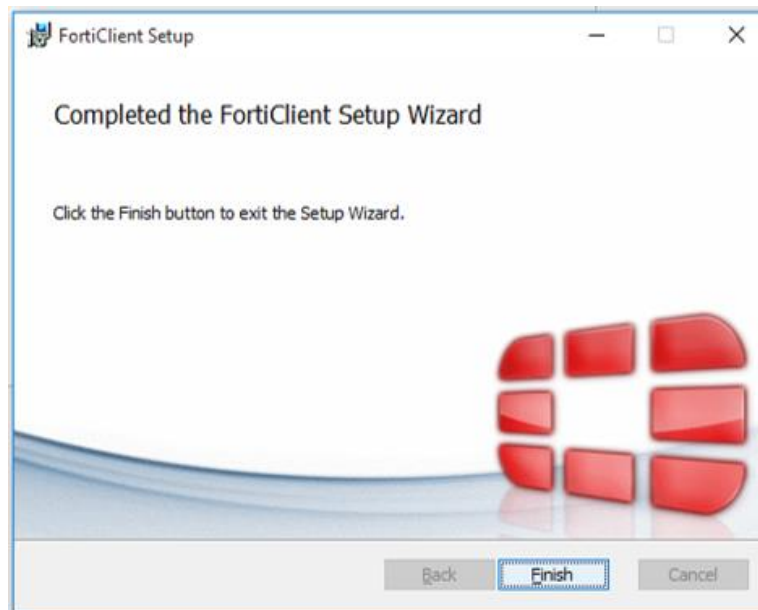 FortiClient Setup
Completed the FortiClient Setup Wizard
Click the Finish button to exit the Setup Wizard.
Back Finish Cancel